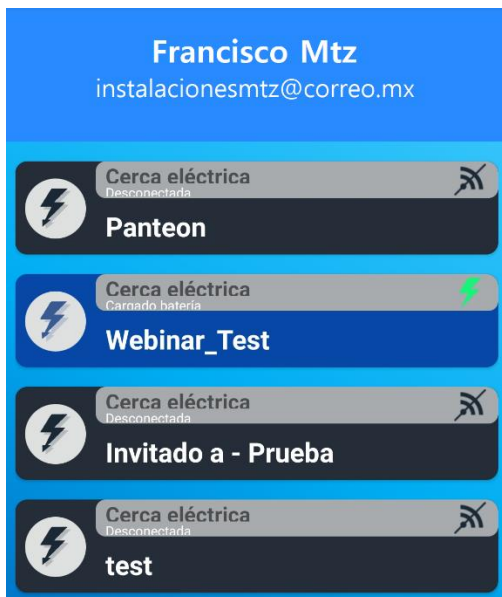 Francisco Mtz
instalacionesmtz@correo.mx
Cerca eléctrica
Desconectada
Panteon
Cerca eléctrica
Cargado batería
Webinar_Test
Cerca eléctrica
Desconectada
Invitado a - Prueba
Cerca eléctrica
Desconectada
test